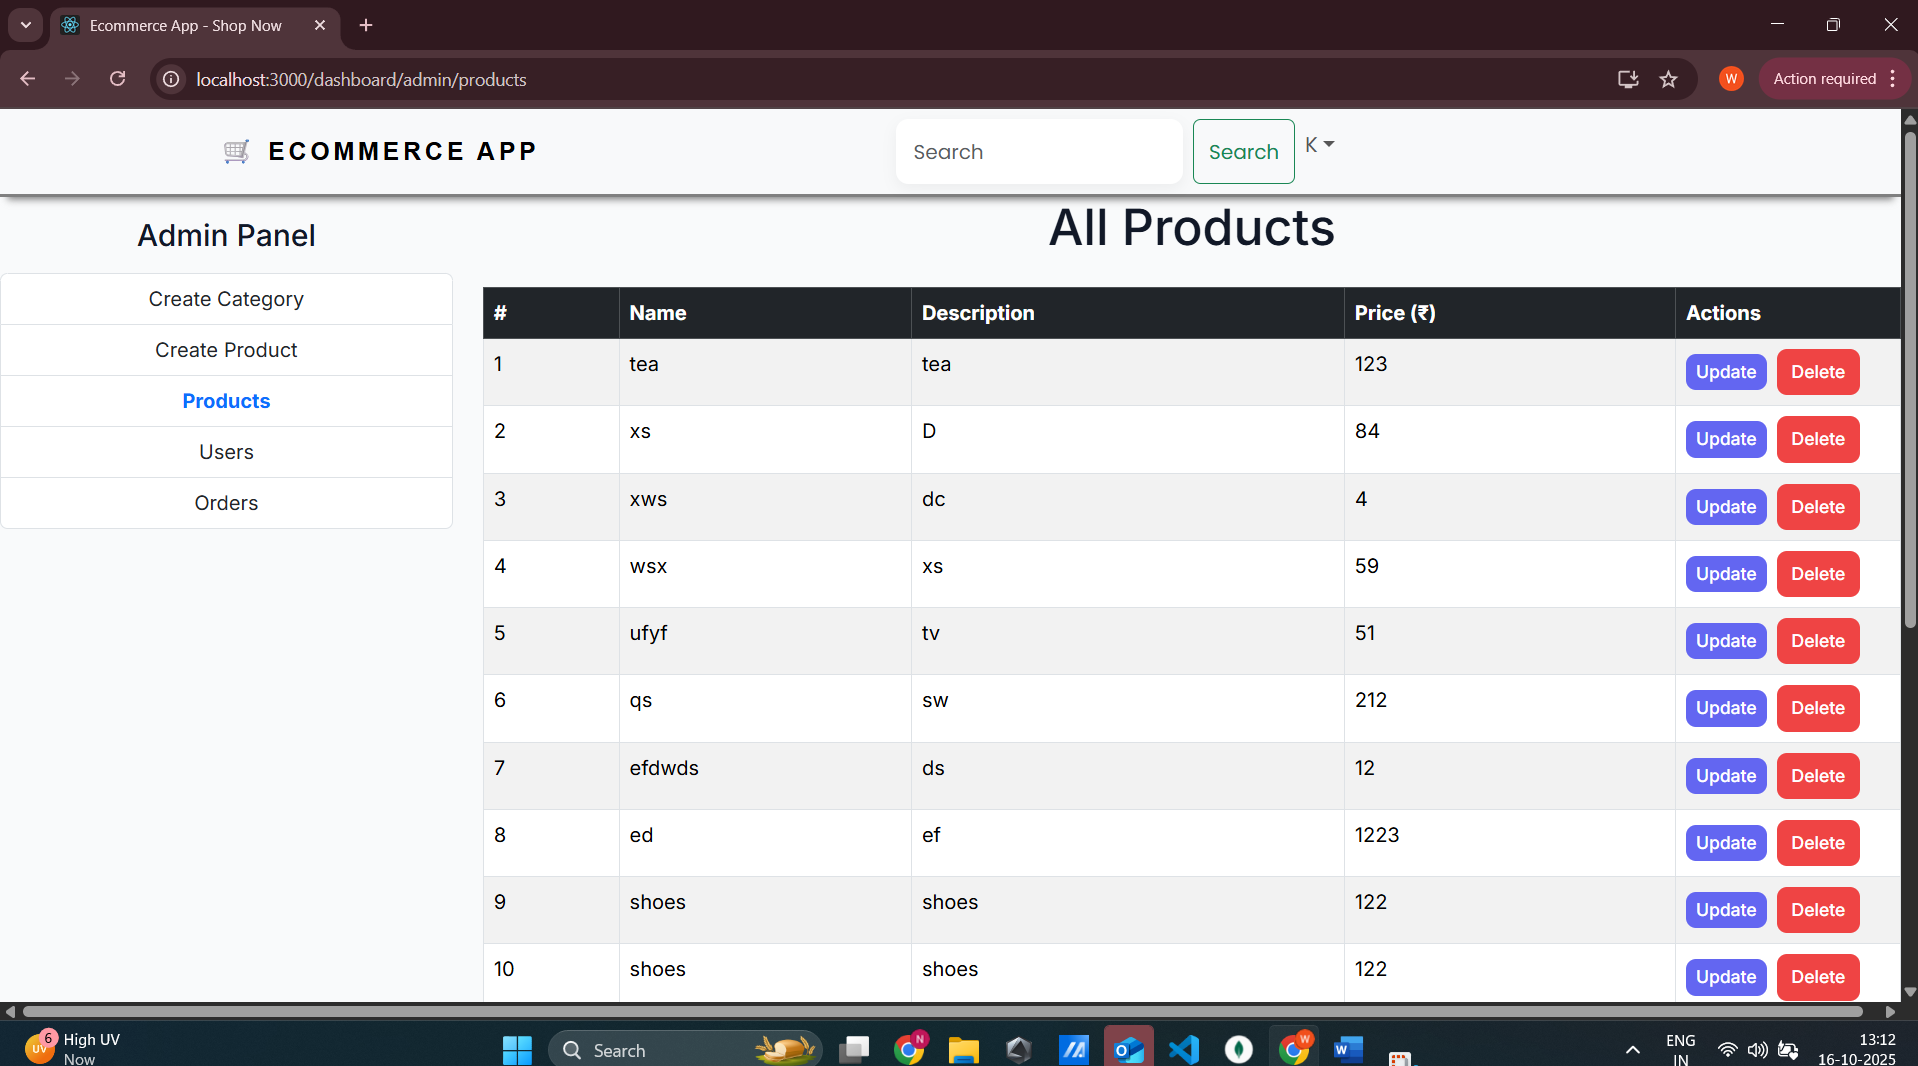 Ecommerce App - Shop Now
localhost:3000/dashboard/admin/products
W
Action required
ECOMMERCE APP
Search
Search
K
Admin Panel
Create Category
Create Product
Products
Users
Orders
All Products
# Name Description Price (₹) Actions
1 tea tea 123 Update Delete
2 xs D 84 Update Delete
3 xws dc 4 Update Delete
4 wsx xs 59 Update Delete
5 ufyf tv 51 Update Delete
6 qs sw 212 Update Delete
7 efdwds ds 12 Update Delete
8 ed ef 1223 Update Delete
9 shoes shoes 122 Update Delete
10 shoes shoes 122 Update Delete
6
UV
High UV
Now
Search
N
W
W
ENG
IN
13:12
16-10-2025